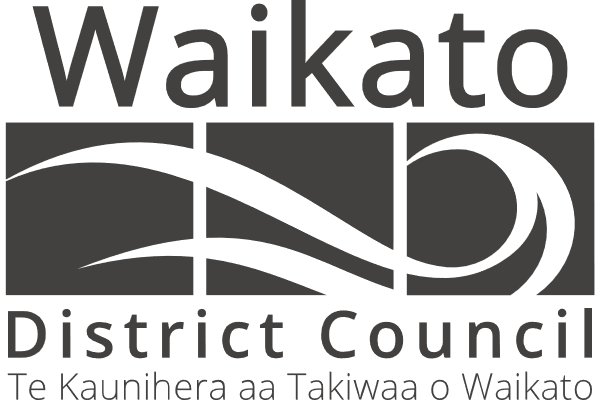 Waikato
District Council
Te Kaunihera aa Takiwaa o Waikato